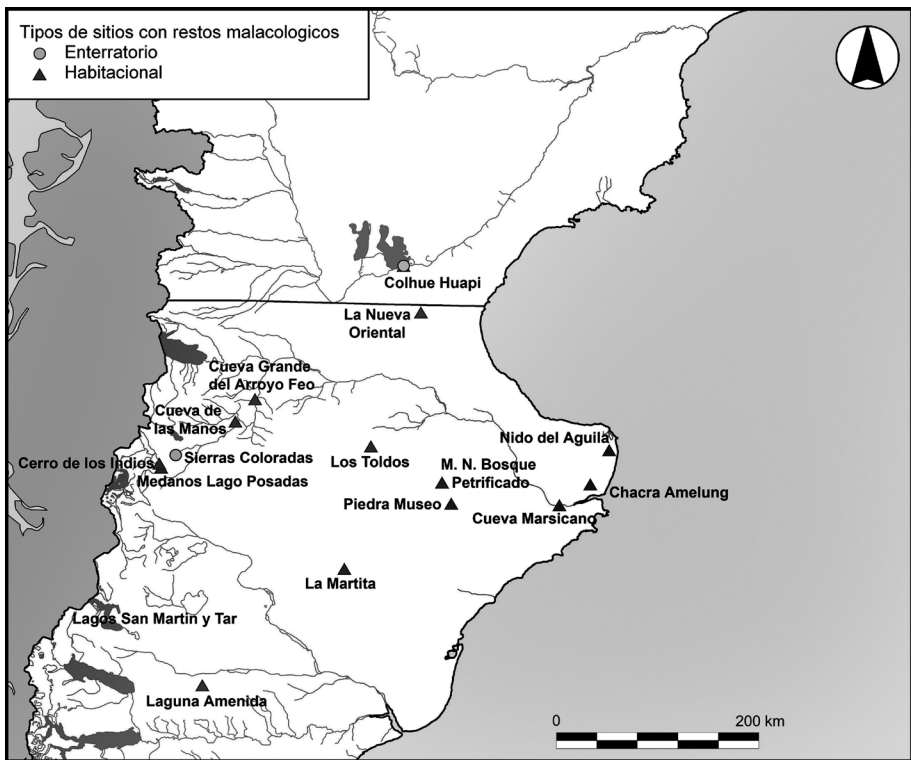 Tipos de sitios con restos malacologicos
Enterratorio
Habitacional
Colhue Huapi
La Nueva
Oriental
Cueva Grande
del Arroyo Feo
Cueva de
las Manos
Nido del Aguila
Sierras Coloradas
Los Toldos
M. N. Bosque
Petrificado
Cerro de los Indios
Medanos Lago Posadas
Chacra Amelung
Piedra Museo
Cueva Marsicano
La Martita
Lagos San Martin y Tar
Laguna Amenida
0 200 km